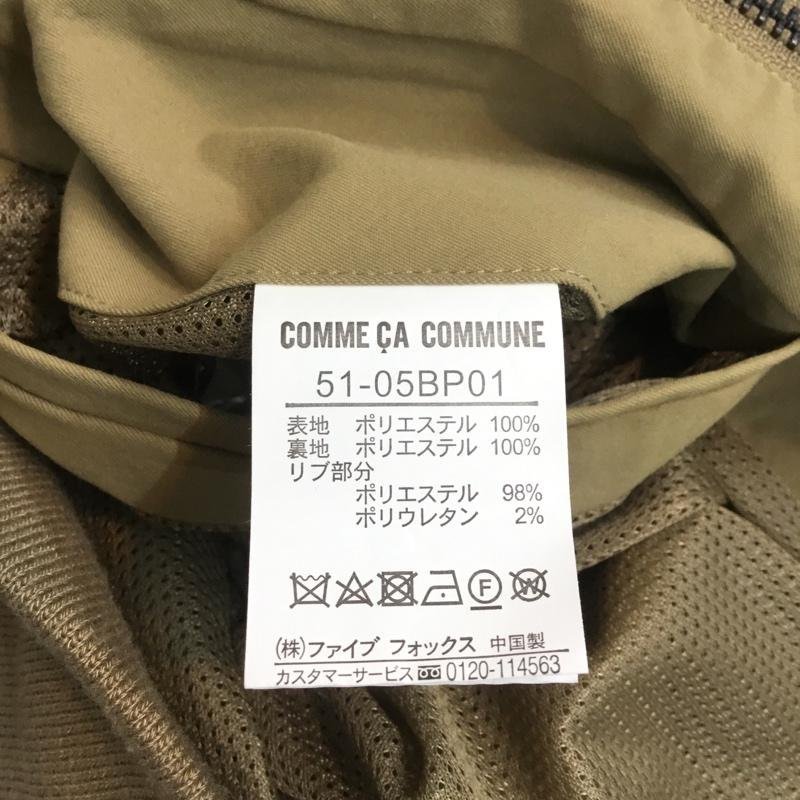 COMME ÇA COMMUNE
51-05BP01
表地 ポリエステル 100%
裏地 ポリエステル 100%
リブ部分
ポリエステル 98%
ポリウレタン 2%
F W
(株)ファイブ フォックス 中国製
カスタマーサービス 0120-114563